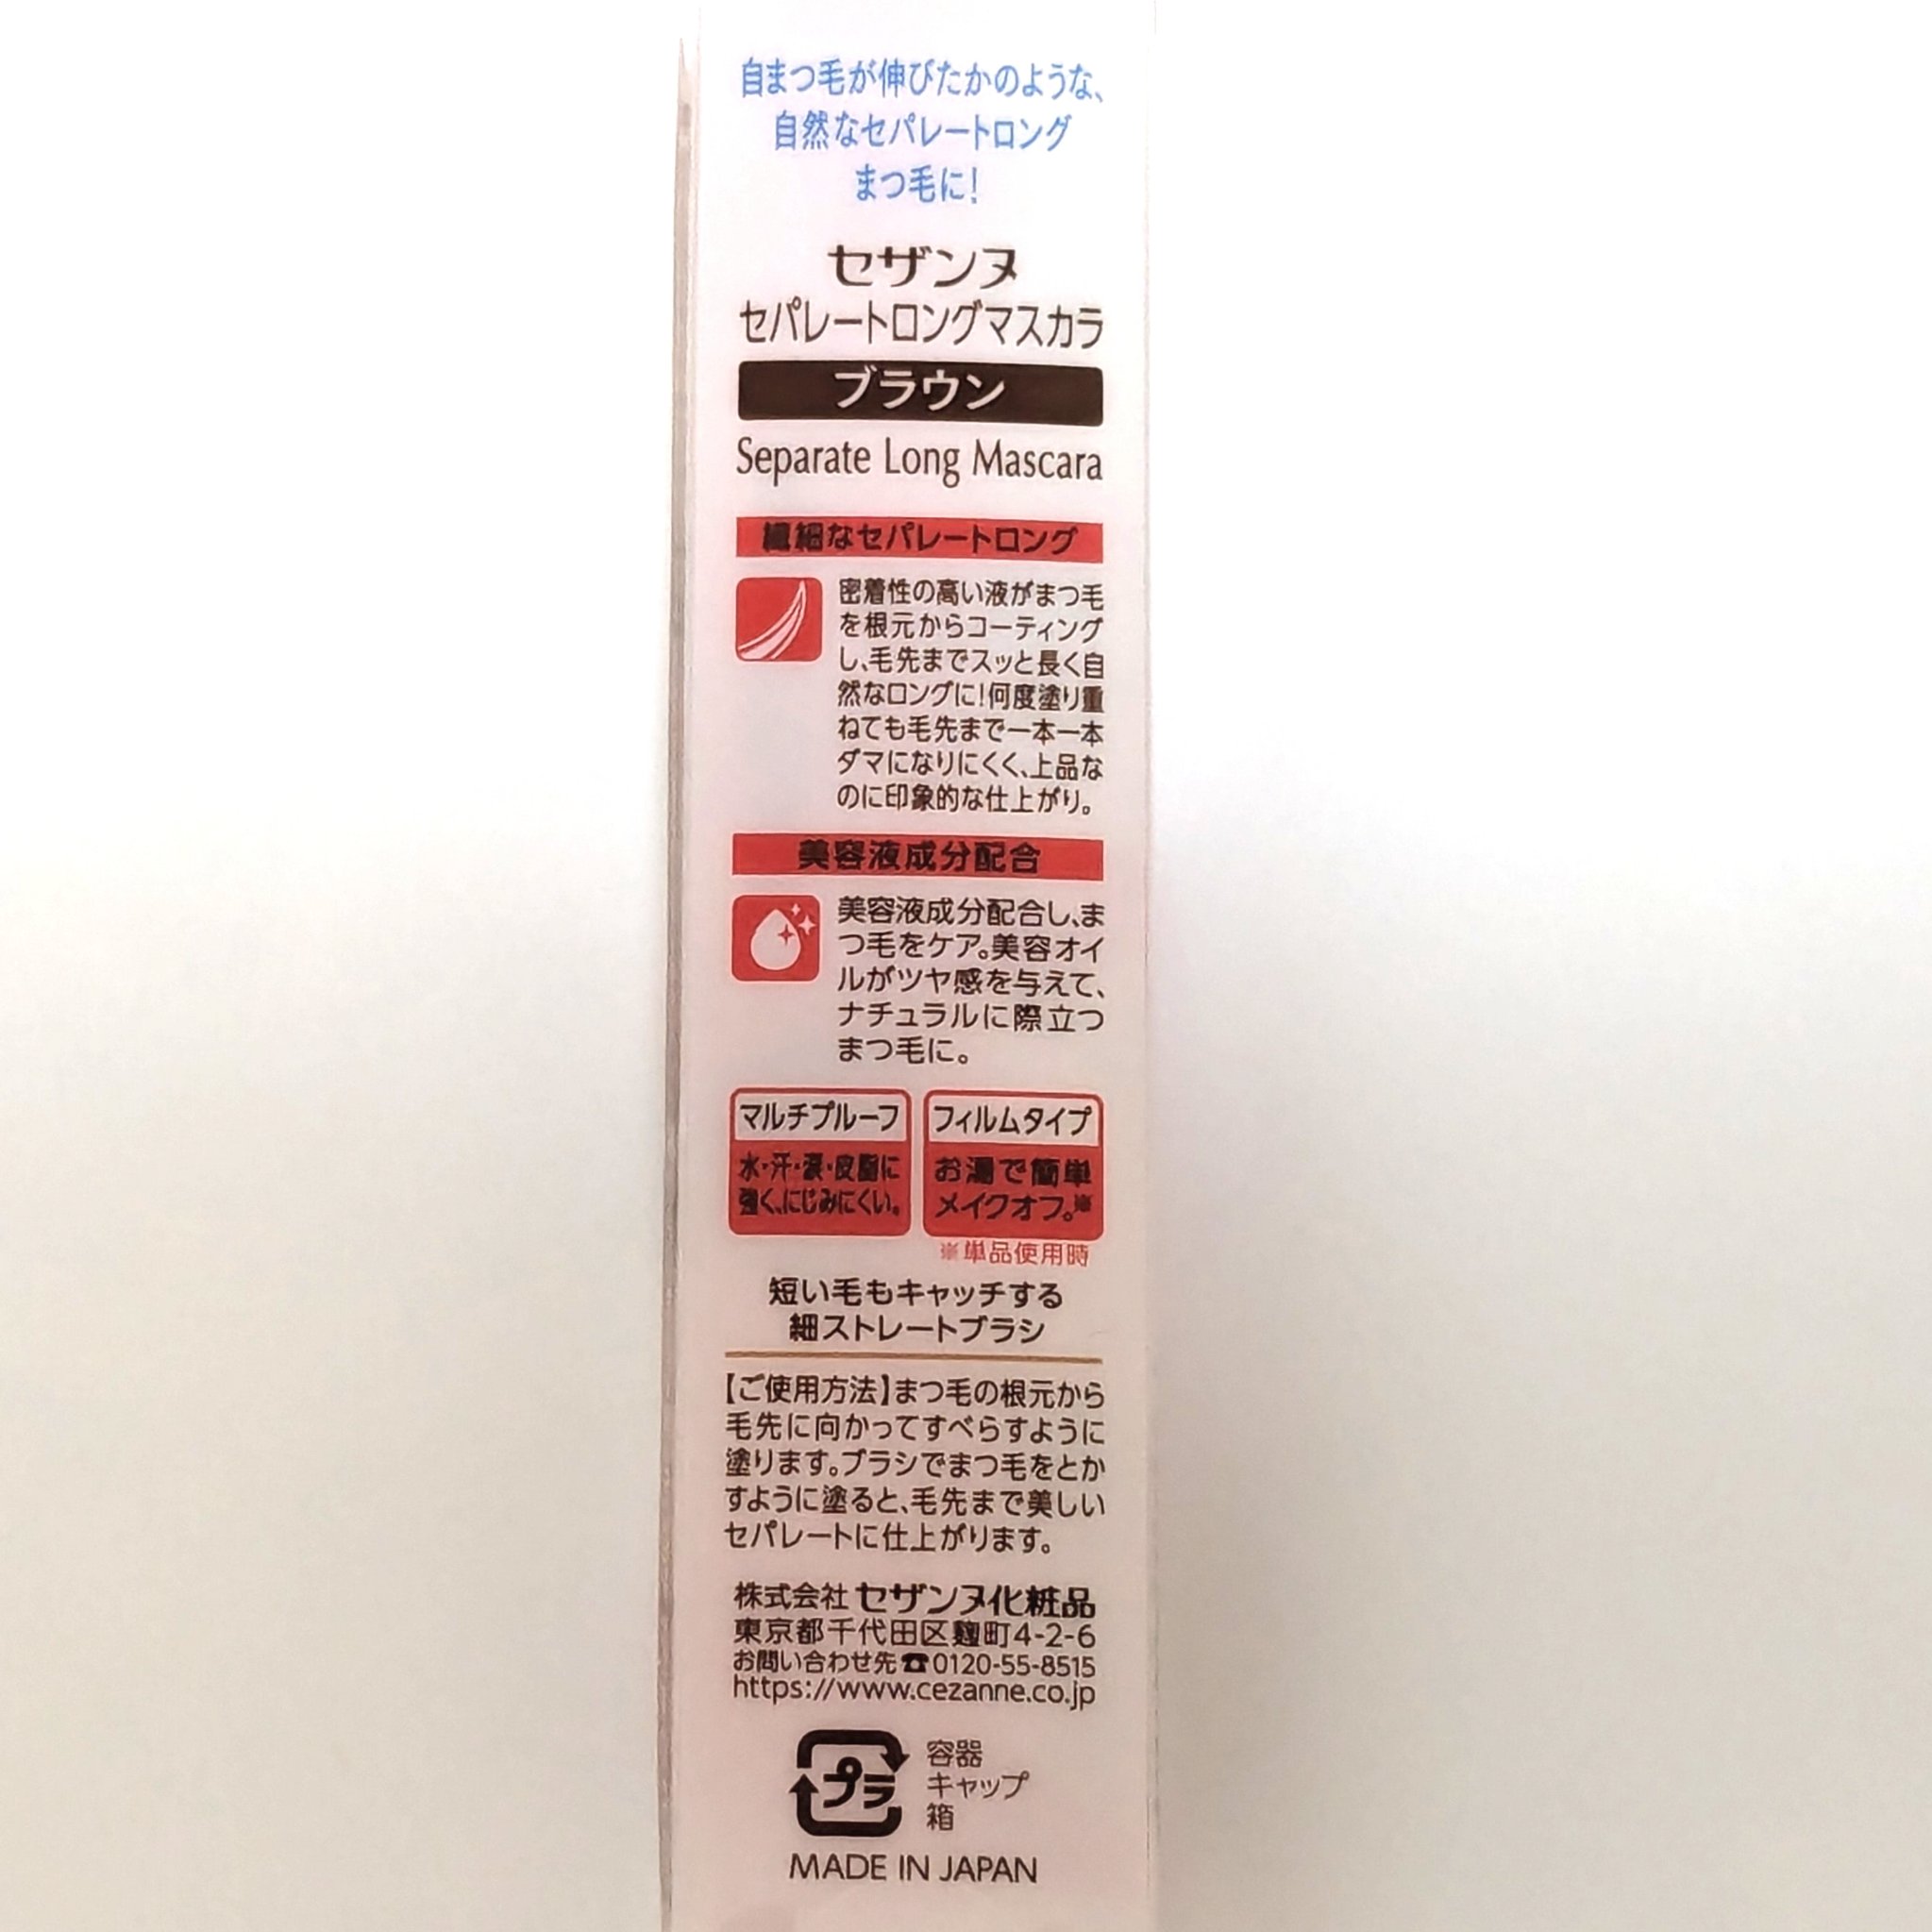 自まつ毛が伸びたかのような、
自然なセパレートロング
まつ毛に!
セザンヌ
セパレートロングマスカラ
ブラウン
Separate Long Mascara
繊細なセパレートロング
密着性の高い液がまつ毛
を根元からコーティング
し、毛先までスッと長く自
然なロングに!何度塗り重
ねても毛先まで一本一本
ダマになりにくく、上品な
のに印象的な仕上がり。
美容液成分配合
美容液成分配合し、ま
つ毛をケア。美容オイ
ルがツヤ感を与えて、
ナチュラルに際立つ
まつ毛に。
マルチプルーフ
水・汗・涙・皮脂に
強く、にじみにくい。
フィルムタイプ
お湯で簡単
メイクオフ。※
※単品使用時
短い毛もキャッチする
細ストレートブラシ
【ご使用方法】まつ毛の根元から
毛先に向かってすべらすように
塗ります。ブラシでまつ毛をとか
すように塗ると、毛先まで美しい
セパレートに仕上がります。
株式会社 セザンヌ化粧品
東京都千代田区麹町4-2-6
お問い合わせ先☎0120-55-8515
https://www.cezanne.co.jp
プラ
容器
キャップ
箱
MADE IN JAPAN